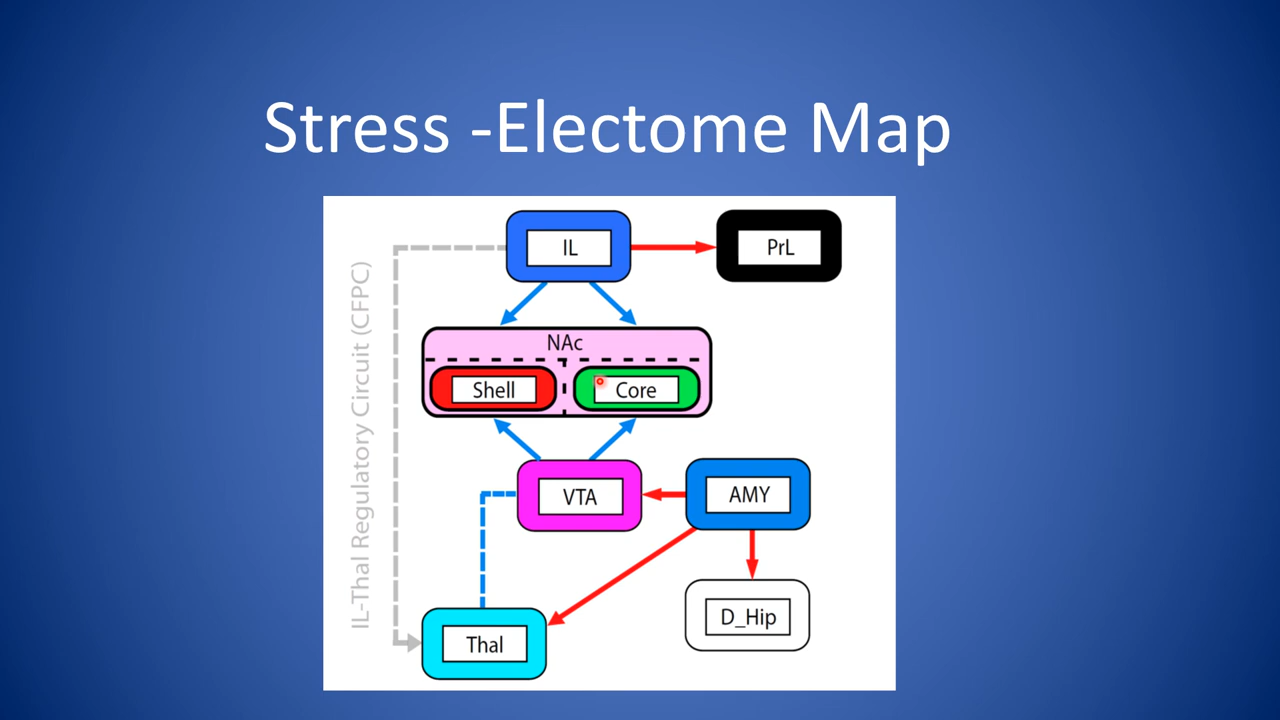 Stress -Electome Map
IL
PrL
IL-Thal Regulatory Circuit (CFPC)
NAc
Shell
Core
VTA
AMY
D_Hip
Thal